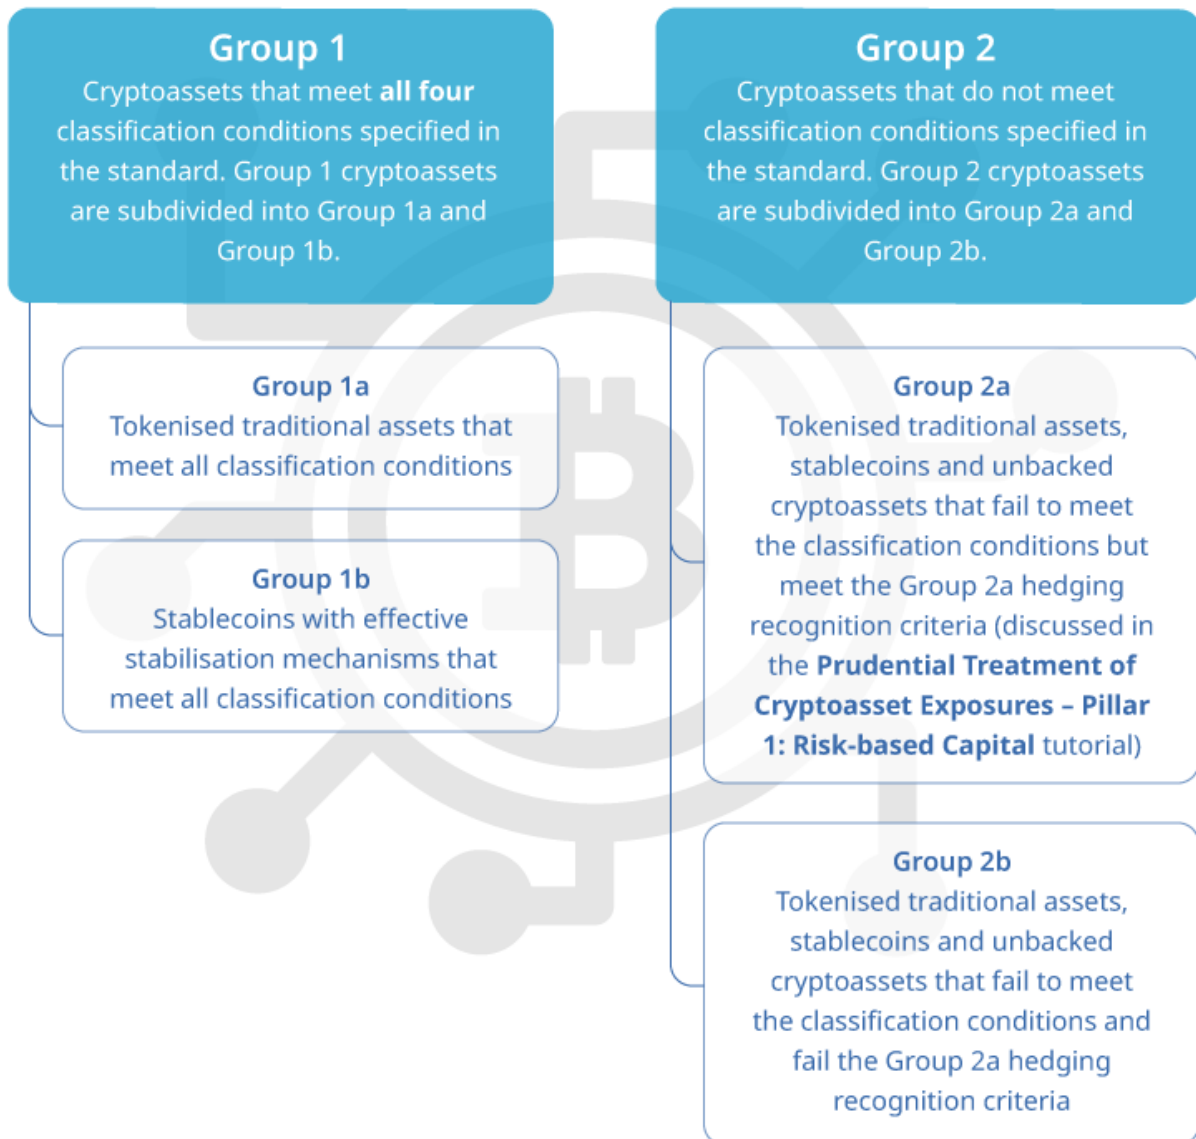 Group 1
Cryptoassets that meet all four
classification conditions specified in
the standard. Group 1 cryptoassets
are subdivided into Group 1a and
Group 1b.
Group 1a
Tokenised traditional assets that
meet all classification conditions
Group 1b
Stablecoins with effective
stabilisation mechanisms that
meet all classification conditions
Group 2
Cryptoassets that do not meet
classification conditions specified in
the standard. Group 2 cryptoassets
are subdivided into Group 2a and
Group 2b.
Group 2a
Tokenised traditional assets,
stablecoins and unbacked
cryptoassets that fail to meet
the classification conditions but
meet the Group 2a hedging
recognition criteria (discussed in
the Prudential Treatment of
Cryptoasset Exposures – Pillar
1: Risk-based Capital tutorial)
Group 2b
Tokenised traditional assets,
stablecoins and unbacked
cryptoassets that fail to meet
the classification conditions and
fail the Group 2a hedging
recognition criteria